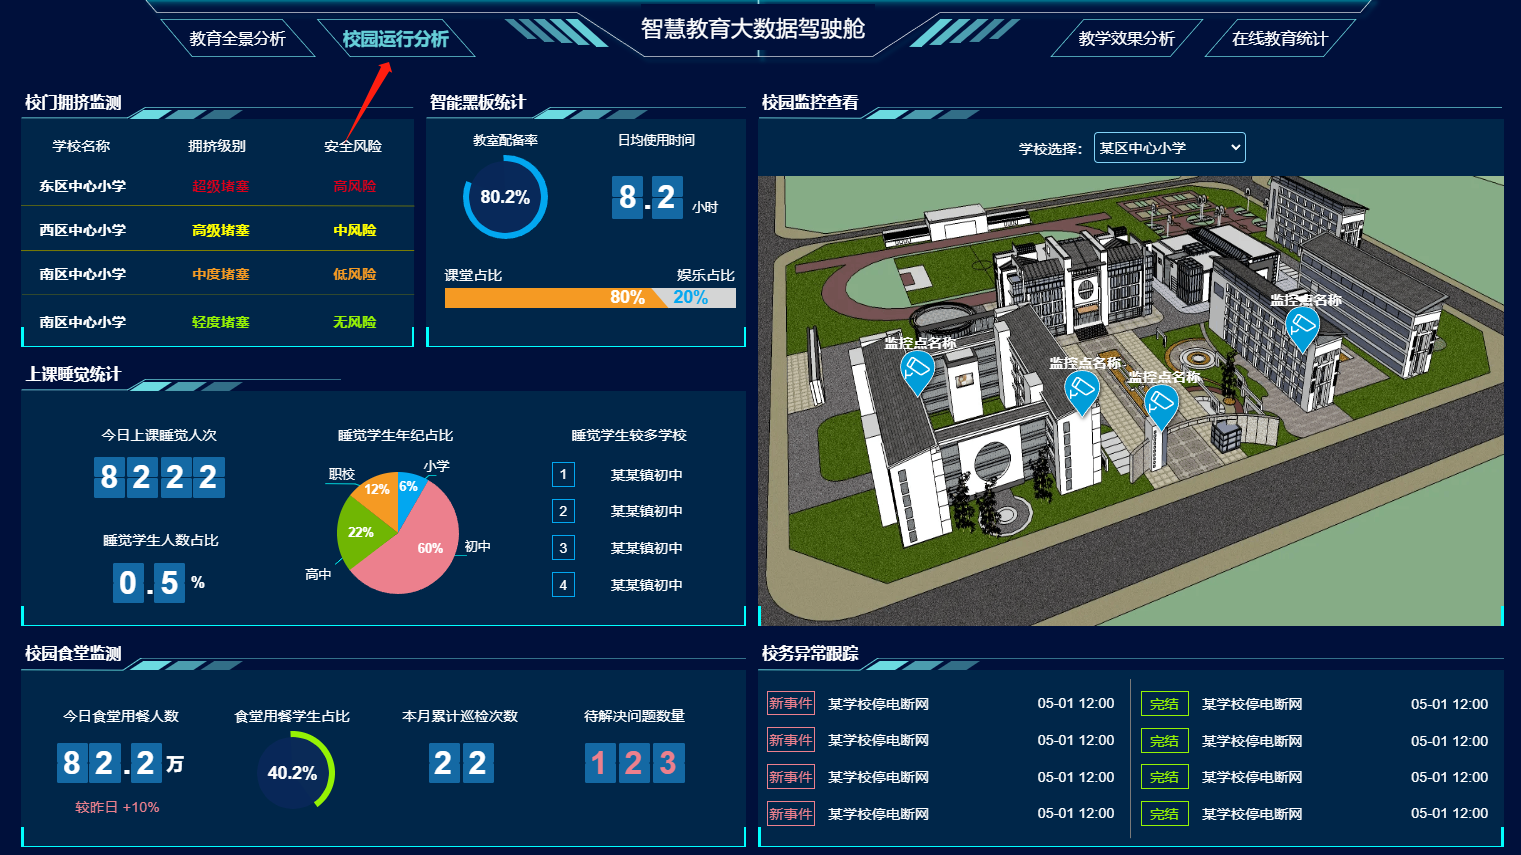 教育全景分析
校园运行分析
智慧教育大数据驾驶舱
教学效果分析
在线教育统计
校门拥挤监测
学校名称 拥挤级别 安全风险
东区中心小学 超级堵塞 高风险
西区中心小学 高级堵塞 中风险
南区中心小学 中度堵塞 低风险
南区中心小学 轻度堵塞 无风险
智能黑板统计
教室配备率 日均使用时间
80.2% 8.2 小时
课堂占比 娱乐占比
80% 20%
校园监控查看
学校选择： 某区中心小学
监控点名称
监控点名称
监控点名称
监控点名称
上课睡觉统计
今日上课睡觉人次
8222
睡觉学生人数占比
0.5 %
睡觉学生年纪占比
职校 小学
12% 6%
22% 60%
高中 初中
睡觉学生较多学校
1 某某镇初中
2 某某镇初中
3 某某镇初中
4 某某镇初中
校园食堂监测
今日食堂用餐人数 食堂用餐学生占比 本月累计巡检次数 待解决问题数量
82.2 万 40.2% 22 123
较昨日 +10%
校务异常跟踪
新事件 某学校停电断网 05-01 12:00 完结 某学校停电断网 05-01 12:00
新事件 某学校停电断网 05-01 12:00 完结 某学校停电断网 05-01 12:00
新事件 某学校停电断网 05-01 12:00 完结 某学校停电断网 05-01 12:00
新事件 某学校停电断网 05-01 12:00 完结 某学校停电断网 05-01 12:00